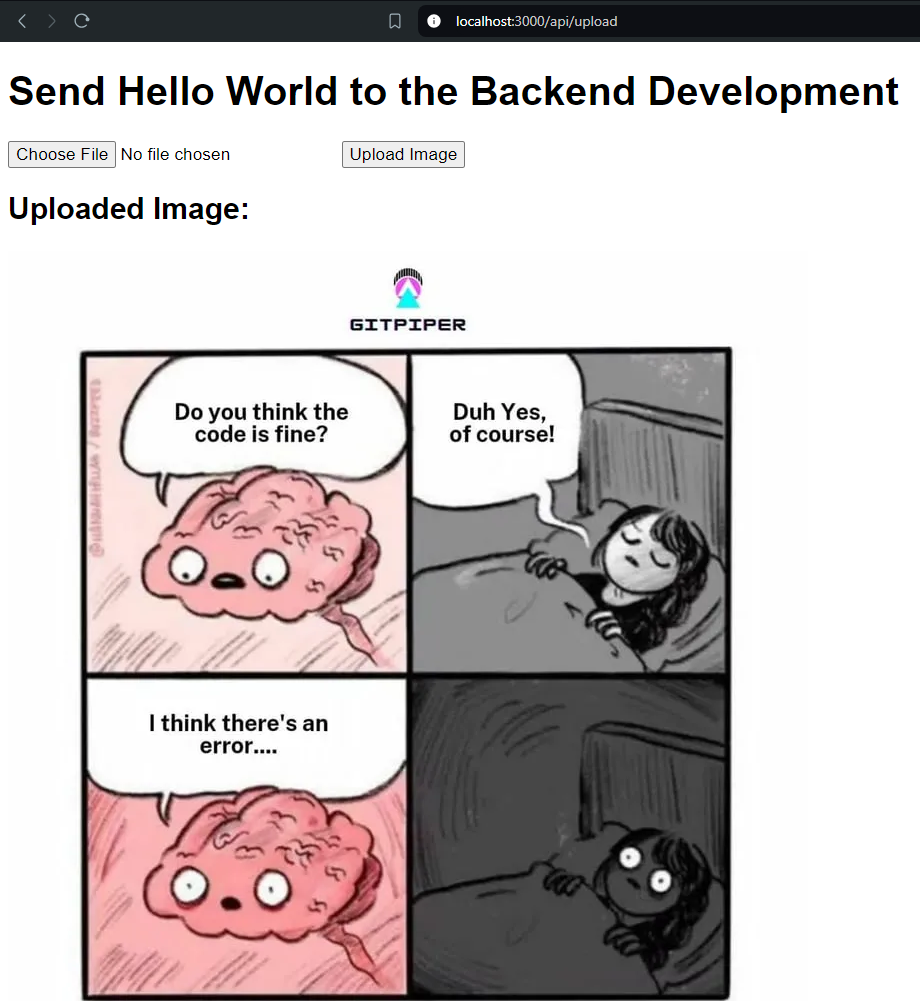 localhost:3000/api/upload
Send Hello World to the Backend Development
Choose File No file chosen Upload Image
Uploaded Image:
GITPIPER
Do you think the
code is fine?
Duh Yes,
of course!
I think there's an
error....